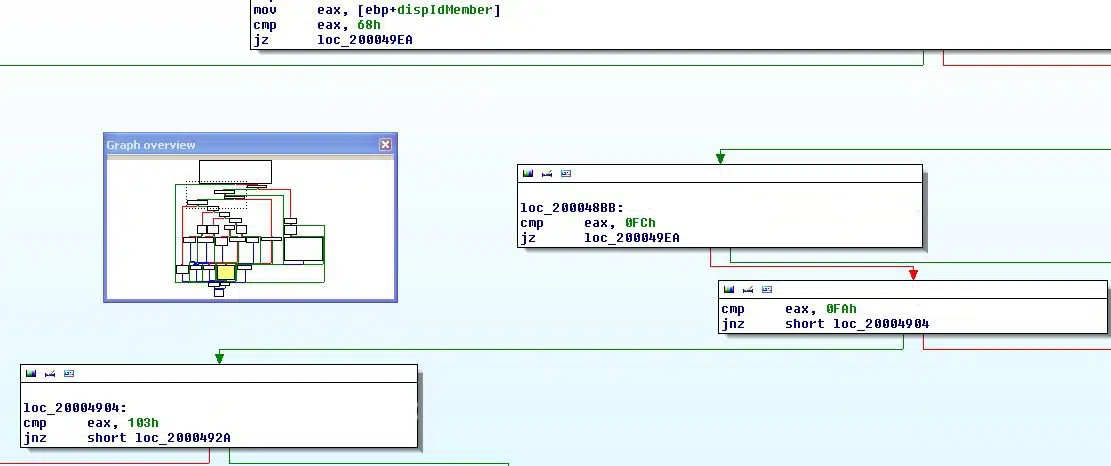 mov     eax, [ebp+dispIdMember]
cmp     eax, 68h
jz      loc_200049EA
Graph overview
loc_200048BB:
cmp     eax, 0FCh
jz      loc_200049EA
cmp     eax, 0FAh
jnz     short loc_20004904
loc_20004904:
cmp     eax, 103h
jnz     short loc_2000492A